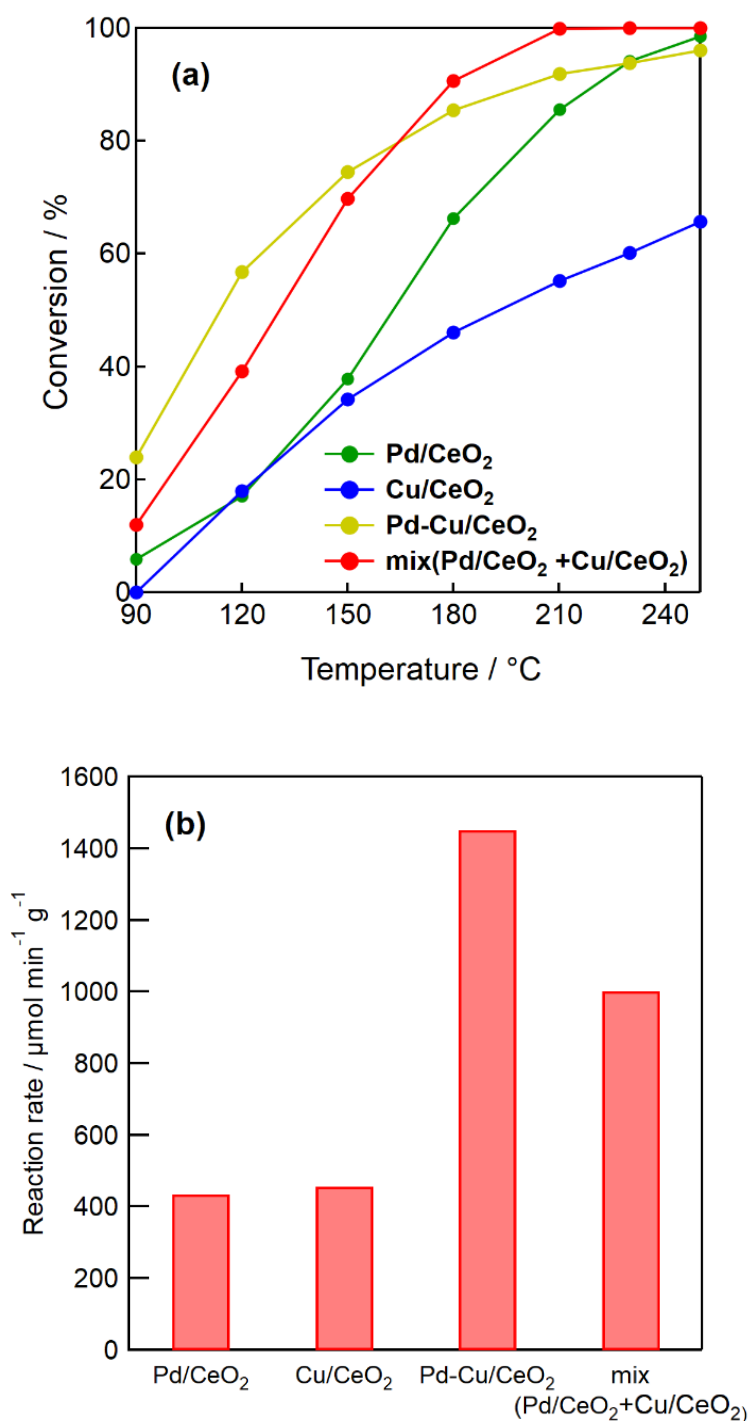 (a)
Conversion / %
100
80
60
40
20
0
Pd/CeO₂
Cu/CeO₂
Pd-Cu/CeO₂
mix(Pd/CeO₂ +Cu/CeO₂)
90 120 150 180 210 240
Temperature / °C
(b)
Reaction rate / μmol min⁻¹ g⁻¹
1600
1400
1200
1000
800
600
400
200
0
Pd/CeO₂ Cu/CeO₂ Pd-Cu/CeO₂ mix
(Pd/CeO₂+Cu/CeO₂)